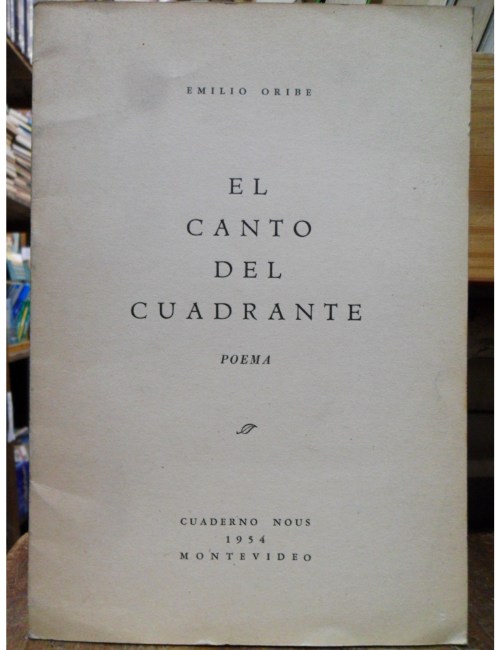 EMILIO ORIBE
EL
CANTO
DEL
CUADRANTE
POEMA
CUADERNO NOUS
1954
MONTEVIDEO